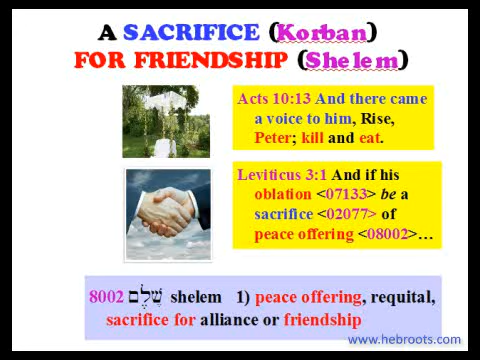 A SACRIFICE (Korban)
FOR FRIENDSHIP (Shelem)
Acts 10:13 And there came
a voice to him, Rise,
Peter; kill and eat.
Leviticus 3:1 And if his
oblation <07133> be a
sacrifice <02077> of
peace offering <08002>…
8002 שֶׁלֶם shelem 1) peace offering, requital,
sacrifice for alliance or friendship
www.hebroots.com